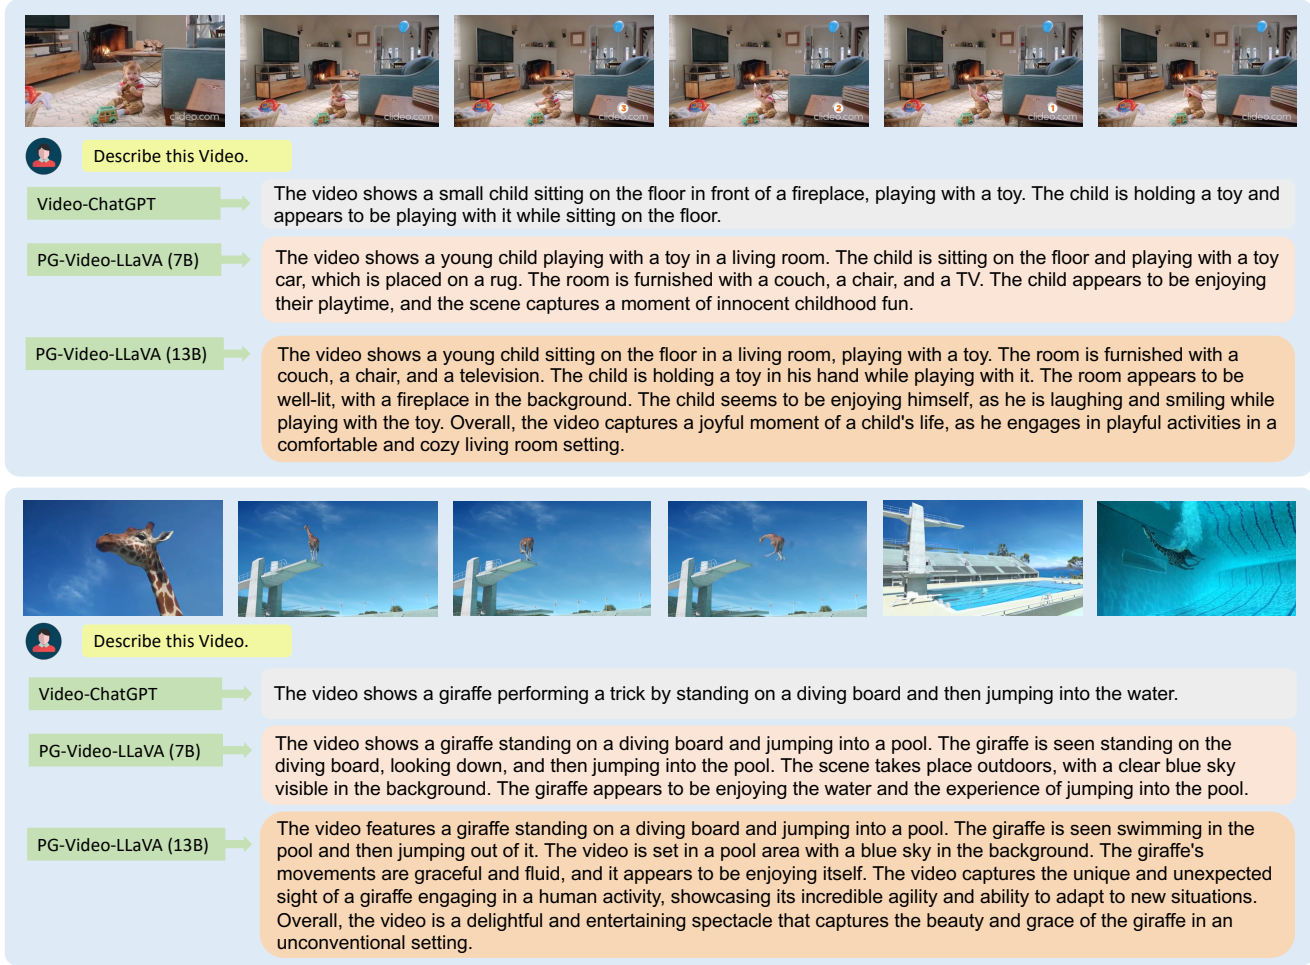 clideo.com
clideo.com
3
clideo.com
2
clideo.com
1
clideo.com
clideo.com
Describe this Video.
Video-ChatGPT
The video shows a small child sitting on the floor in front of a fireplace, playing with a toy. The child is holding a toy and
appears to be playing with it while sitting on the floor.
PG-Video-LLaVA (7B)
The video shows a young child playing with a toy in a living room. The child is sitting on the floor and playing with a toy
car, which is placed on a rug. The room is furnished with a couch, a chair, and a TV. The child appears to be enjoying
their playtime, and the scene captures a moment of innocent childhood fun.
PG-Video-LLaVA (13B)
The video shows a young child sitting on the floor in a living room, playing with a toy. The room is furnished with a
couch, a chair, and a television. The child is holding a toy in his hand while playing with it. The room appears to be
well-lit, with a fireplace in the background. The child seems to be enjoying himself, as he is laughing and smiling while
playing with the toy. Overall, the video captures a joyful moment of a child's life, as he engages in playful activities in a
comfortable and cozy living room setting.
Describe this Video.
Video-ChatGPT
The video shows a giraffe performing a trick by standing on a diving board and then jumping into the water.
PG-Video-LLaVA (7B)
The video shows a giraffe standing on a diving board and jumping into a pool. The giraffe is seen standing on the
diving board, looking down, and then jumping into the pool. The scene takes place outdoors, with a clear blue sky
visible in the background. The giraffe appears to be enjoying the water and the experience of jumping into the pool.
PG-Video-LLaVA (13B)
The video features a giraffe standing on a diving board and jumping into a pool. The giraffe is seen swimming in the
pool and then jumping out of it. The video is set in a pool area with a blue sky in the background. The giraffe's
movements are graceful and fluid, and it appears to be enjoying itself. The video captures the unique and unexpected
sight of a giraffe engaging in a human activity, showcasing its incredible agility and ability to adapt to new situations.
Overall, the video is a delightful and entertaining spectacle that captures the beauty and grace of the giraffe in an
unconventional setting.